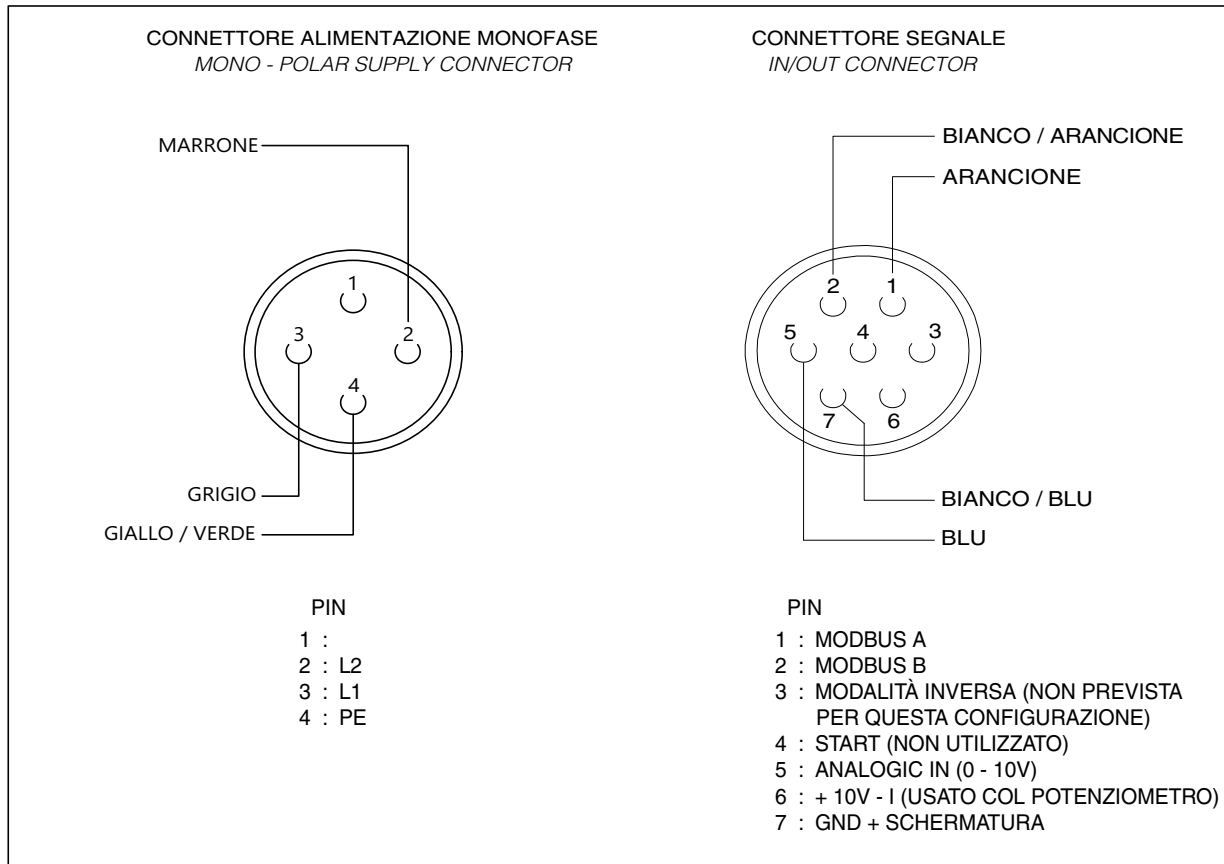 CONNETTORE ALIMENTAZIONE MONOFASE
MONO - POLAR SUPPLY CONNECTOR
MARRONE
1
3
2
4
GRIGIO
GIALLO / VERDE
PIN
1 :
2 : L2
3 : L1
4 : PE
CONNETTORE SEGNALE
IN/OUT CONNECTOR
BIANCO / ARANCIONE
ARANCIONE
2
1
5
4
3
7
6
BIANCO / BLU
BLU
PIN
1 : MODBUS A
2 : MODBUS B
3 : MODALITÀ INVERSA (NON PREVISTA
PER QUESTA CONFIGURAZIONE)
4 : START (NON UTILIZZATO)
5 : ANALOGIC IN (0 - 10V)
6 : + 10V - I (USATO COL POTENZIOMETRO)
7 : GND + SCHERMATURA